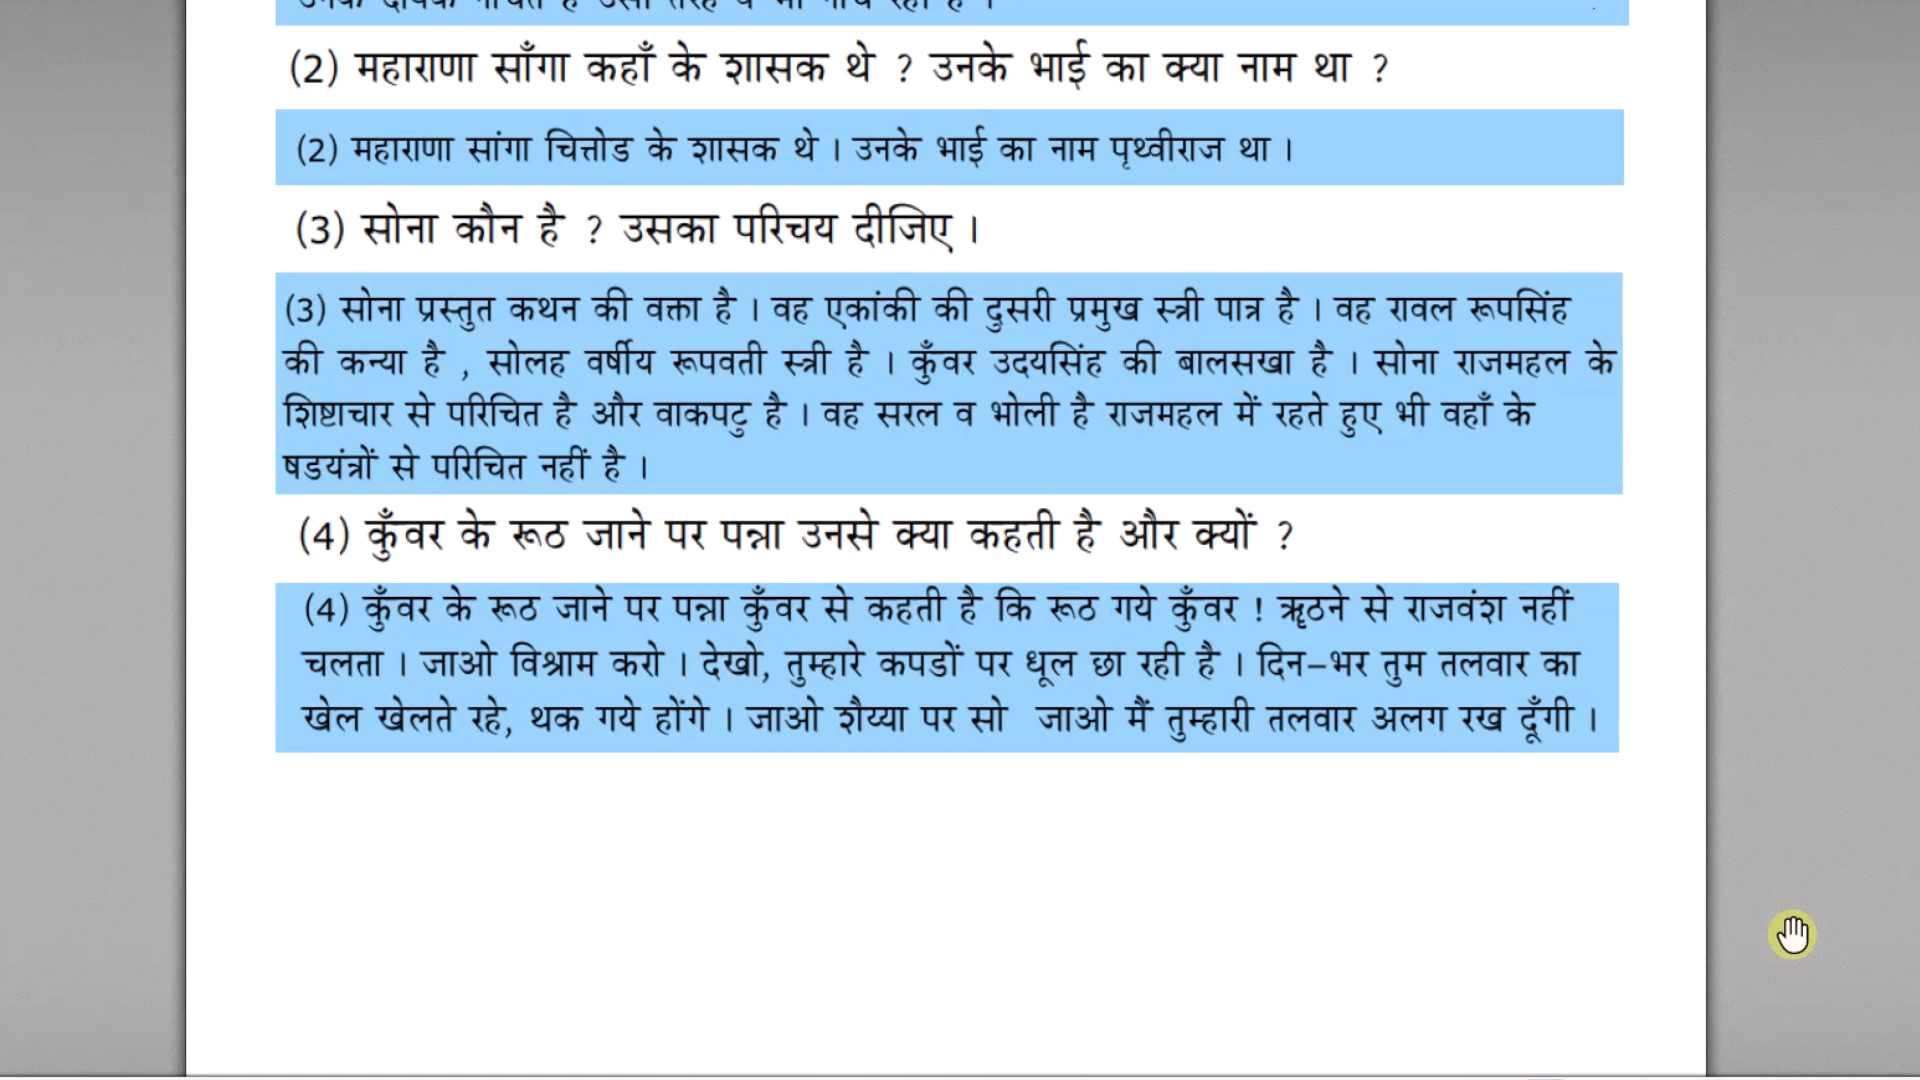 (2) महाराणा साँगा कहाँ के शासक थे ? उनके भाई का क्या नाम था ?
(2) महाराणा सांगा चित्तोड के शासक थे । उनके भाई का नाम पृथ्वीराज था ।
(3) सोना कौन है ? उसका परिचय दीजिए ।
(3) सोना प्रस्तुत कथन की वक्ता है । वह एकांकी की दुसरी प्रमुख स्त्री पात्र है । वह रावल रूपसिंह
की कन्या है , सोलह वर्षीय रूपवती स्त्री है । कुँवर उदयसिंह की बालसखा है । सोना राजमहल के
शिष्टाचार से परिचित है और वाकपटु है । वह सरल व भोली है राजमहल में रहते हुए भी वहाँ के
षडयंत्रों से परिचित नहीं है ।
(4) कुँवर के रूठ जाने पर पन्ना उनसे क्या कहती है और क्यों ?
(4) कुँवर के रूठ जाने पर पन्ना कुँवर से कहती है कि रूठ गये कुँवर ! ॠठने से राजवंश नहीं
चलता । जाओ विश्राम करो । देखो, तुम्हारे कपडों पर धूल छा रही है । दिन–भर तुम तलवार का
खेल खेलते रहे, थक गये होंगे । जाओ शैय्या पर सो जाओ मैं तुम्हारी तलवार अलग रख दूँगी ।